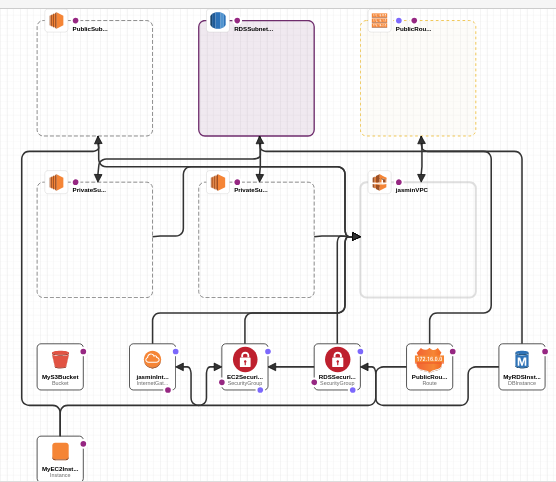 PublicSub...
RDSSubnet...
PublicRou...
PrivateSu...
PrivateSu...
jasminVPC
MyS3Bucket
Bucket
jasminInt...
InternetGat...
EC2Securi...
SecurityGroup
RDSSecuri...
SecurityGroup
172.16.0.0
PublicRou...
Route
M
MyRDSInst...
DBInstance
MyEC2Inst...
Instance